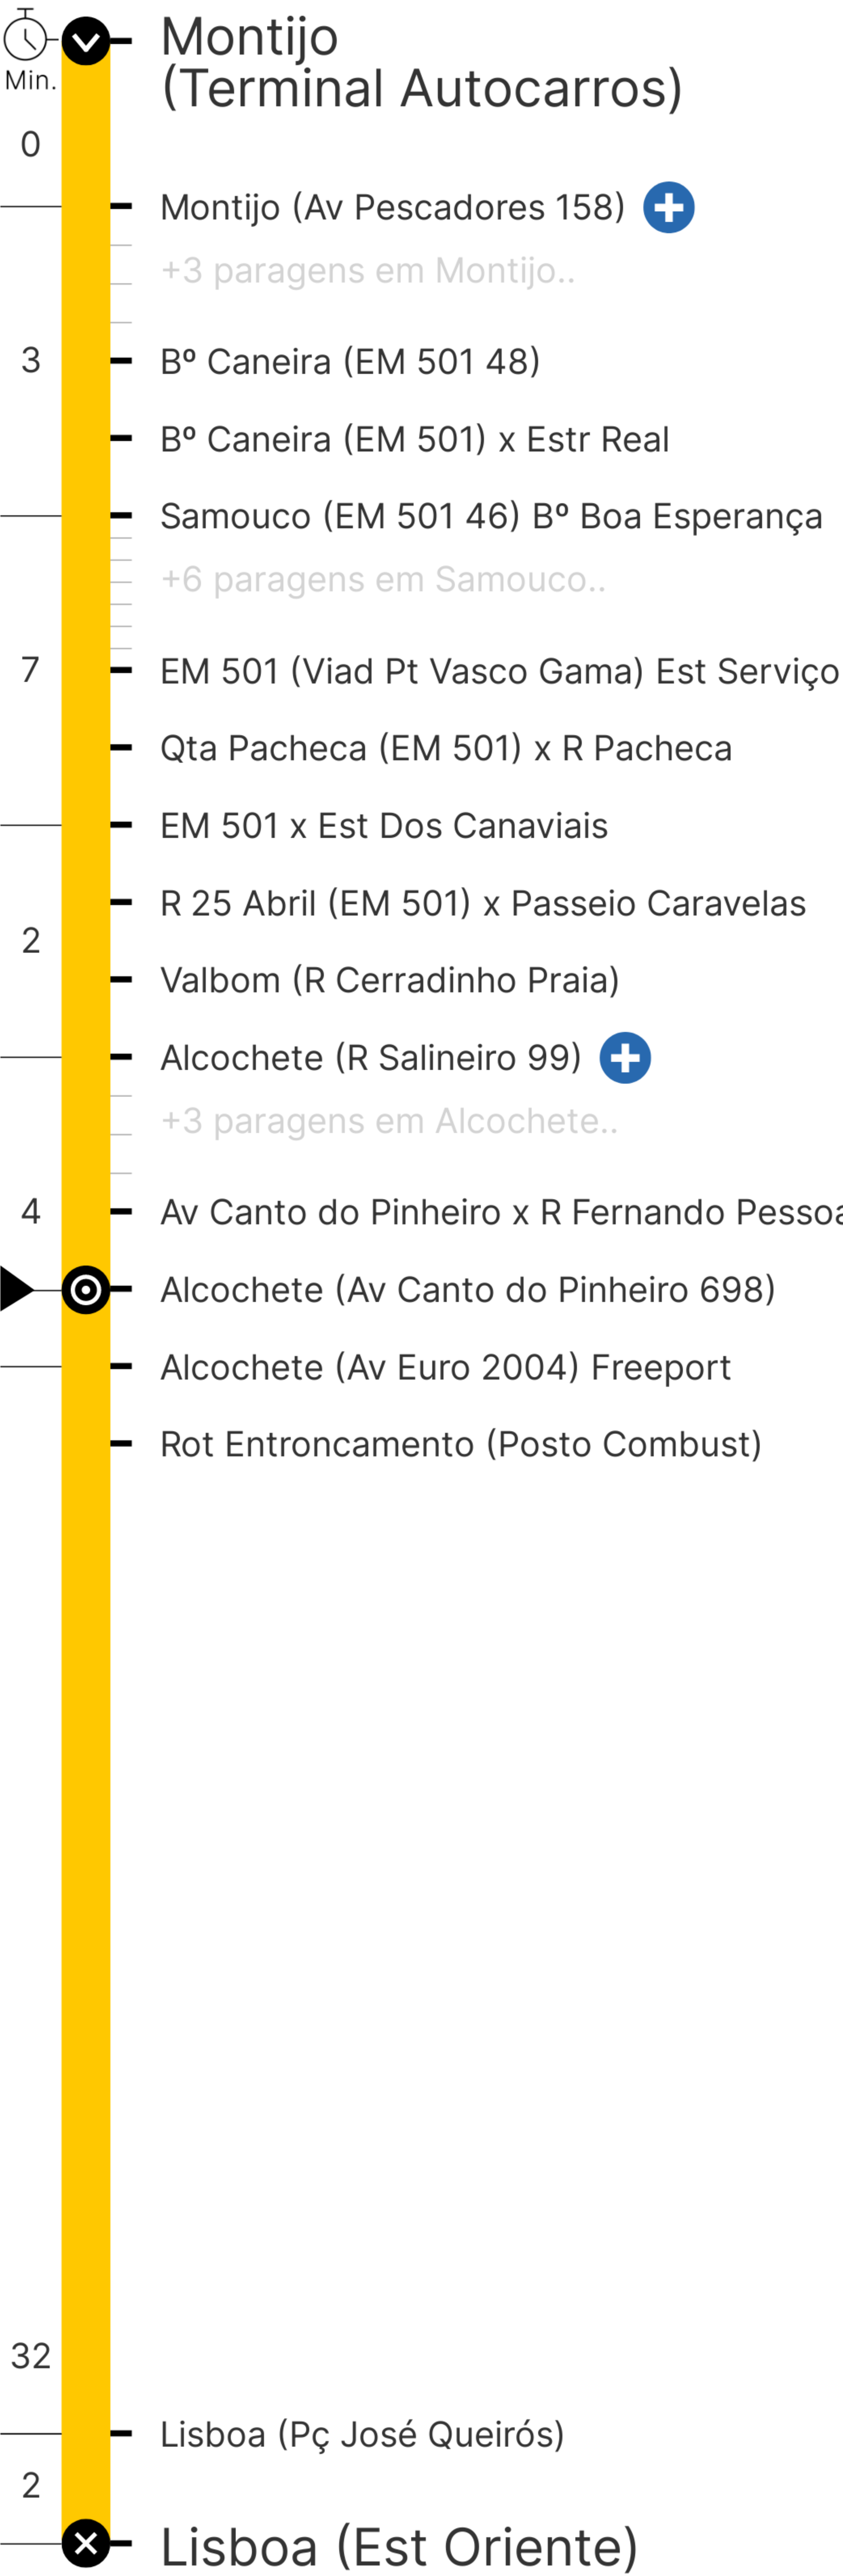 Montijo
(Terminal Autocarros)
Min.
0
Montijo (Av Pescadores 158)
+3 paragens em Montijo..
3
Bº Caneira (EM 501 48)
Bº Caneira (EM 501) x Estr Real
Samouco (EM 501 46) Bº Boa Esperança
+6 paragens em Samouco..
7
EM 501 (Viad Pt Vasco Gama) Est Serviço
Qta Pacheca (EM 501) x R Pacheca
EM 501 x Est Dos Canaviais
R 25 Abril (EM 501) x Passeio Caravelas
2
Valbom (R Cerradinho Praia)
Alcochete (R Salineiro 99)
+3 paragens em Alcochete..
4
Av Canto do Pinheiro x R Fernando Pessoa
Alcochete (Av Canto do Pinheiro 698)
Alcochete (Av Euro 2004) Freeport
Rot Entroncamento (Posto Combust)
32
Lisboa (Pç José Queirós)
2
Lisboa (Est Oriente)